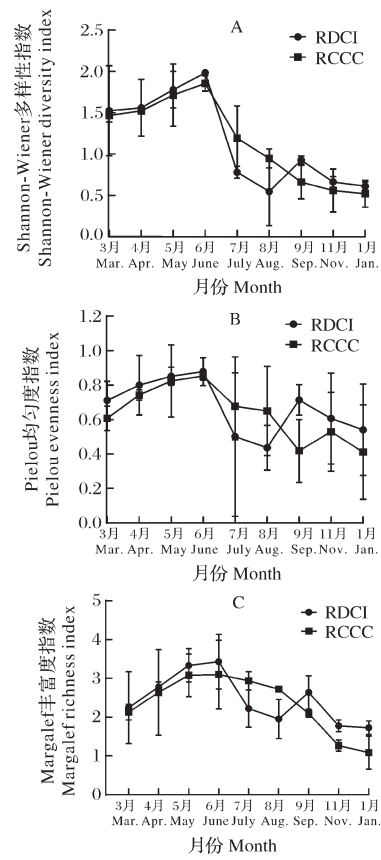 A
Shannon-Wiener多样性指数
Shannon-Wiener diversity index
RDCI
RCCC
2.5
2.0
1.5
1.0
0.5
0.0
3月 4月 5月 6月 7月 8月 9月 11月 1月
Mar. Apr. May June July Aug. Sep. Nov. Jan.
月份 Month
B
Pielou均匀度指数
Pielou evenness index
RDCI
RCCC
1.2
1.0
0.8
0.6
0.4
0.2
0.0
3月 4月 5月 6月 7月 8月 9月 11月 1月
Mar. Apr. May June July Aug. Sep. Nov. Jan.
月份 Month
C
Margalef丰富度指数
Margalef richness index
RDCI
RCCC
5
4
3
2
1
0
3月 4月 5月 6月 7月 8月 9月 11月 1月
Mar. Apr. May June July Aug. Sep. Nov. Jan.
月份 Month